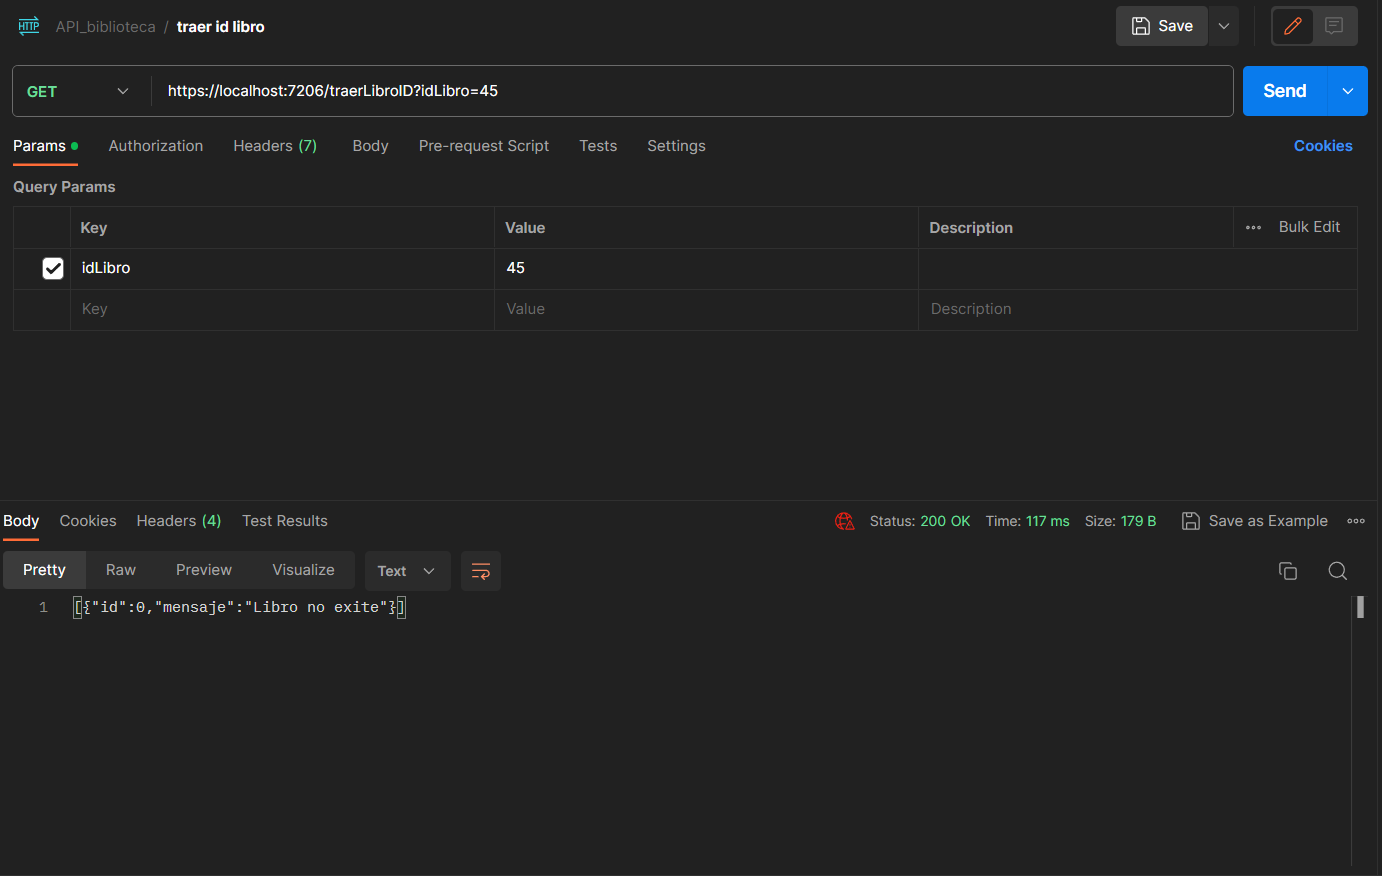 HTTP API_biblioteca / traer id libro Save
GET https://localhost:7206/traerLibroID?idLibro=45 Send
Params Authorization Headers (7) Body Pre-request Script Tests Settings Cookies
Query Params
Key Value Description Bulk Edit
idLibro 45
Key Value Description
Body Cookies Headers (4) Test Results Status: 200 OK Time: 117 ms Size: 179 B Save as Example
Pretty Raw Preview Visualize Text
1 [{"id":0,"mensaje":"Libro no exite"}]